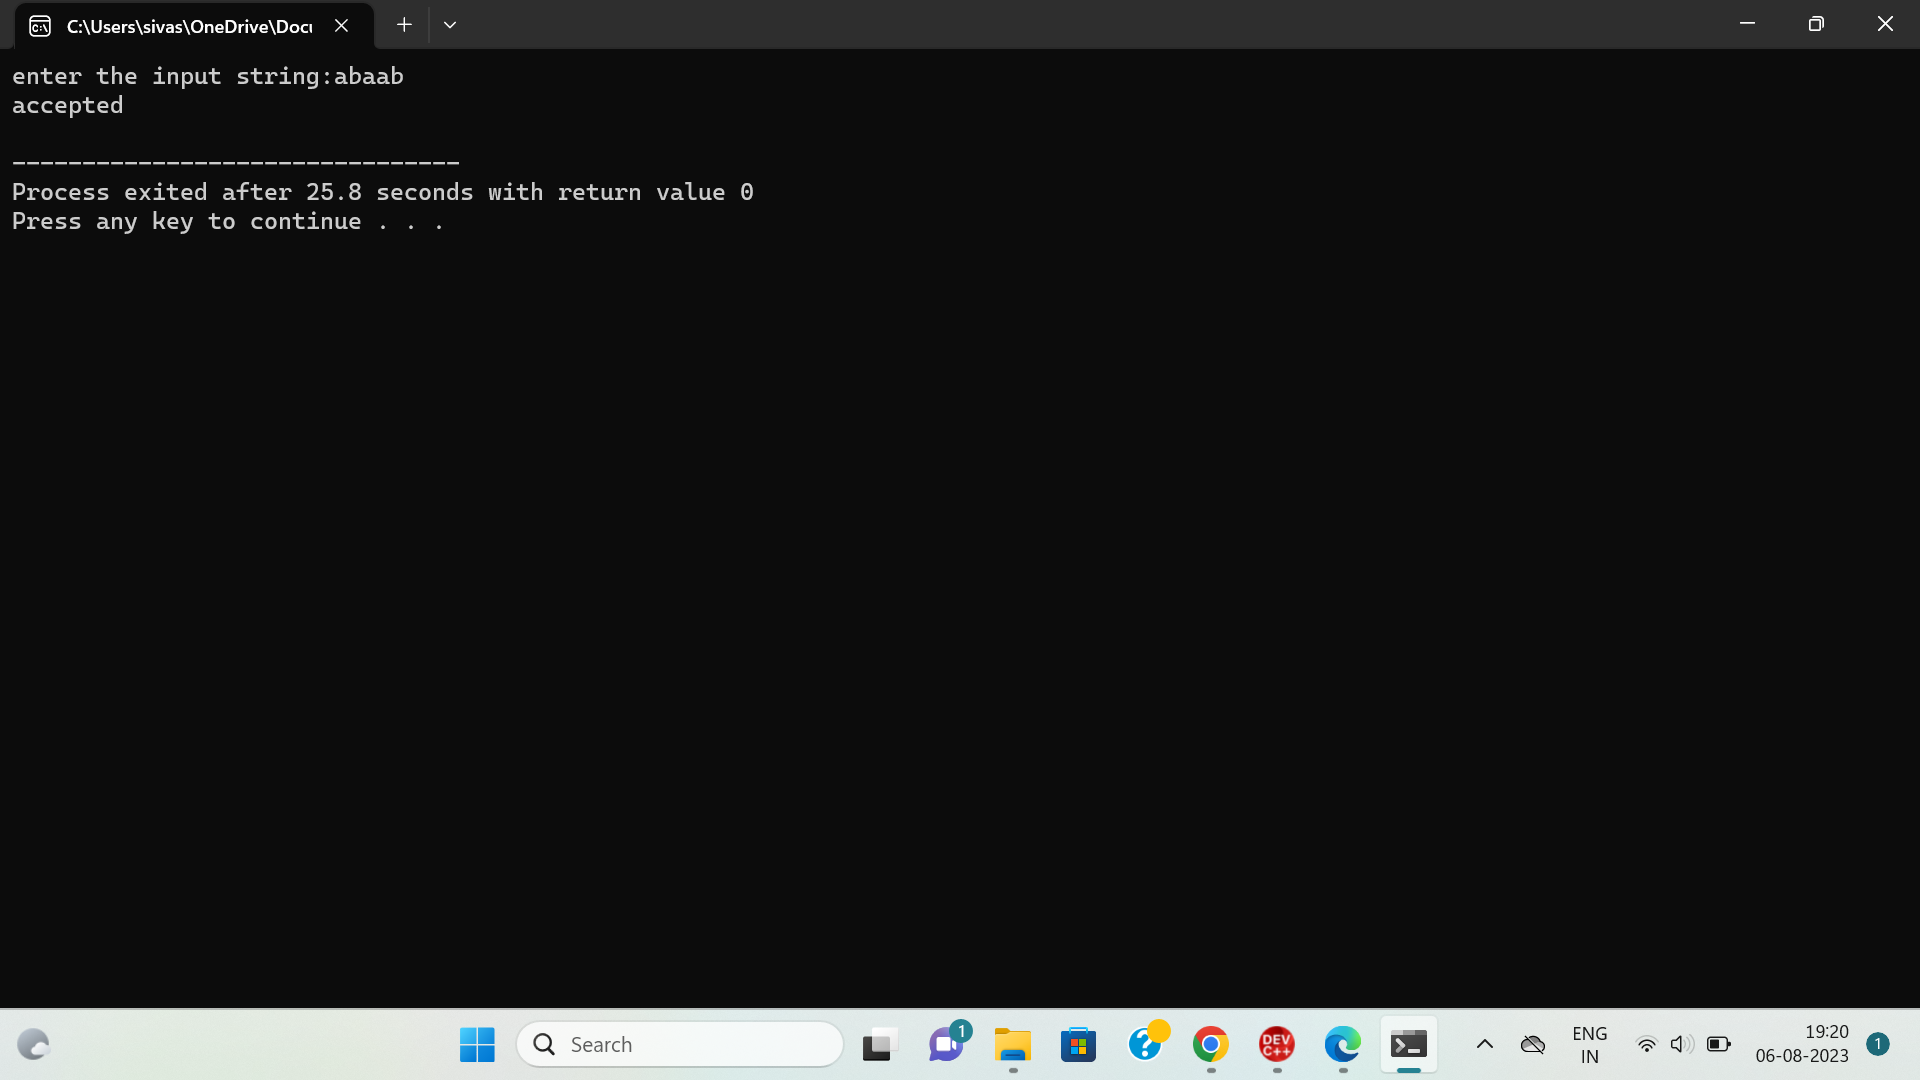 C:\Users\sivas\OneDrive\Docu
enter the input string:abaab
accepted
--------------------------------
Process exited after 25.8 seconds with return value 0
Press any key to continue . . .
Search
1
DEV
C++
ENG
IN
19:20
06-08-2023
1